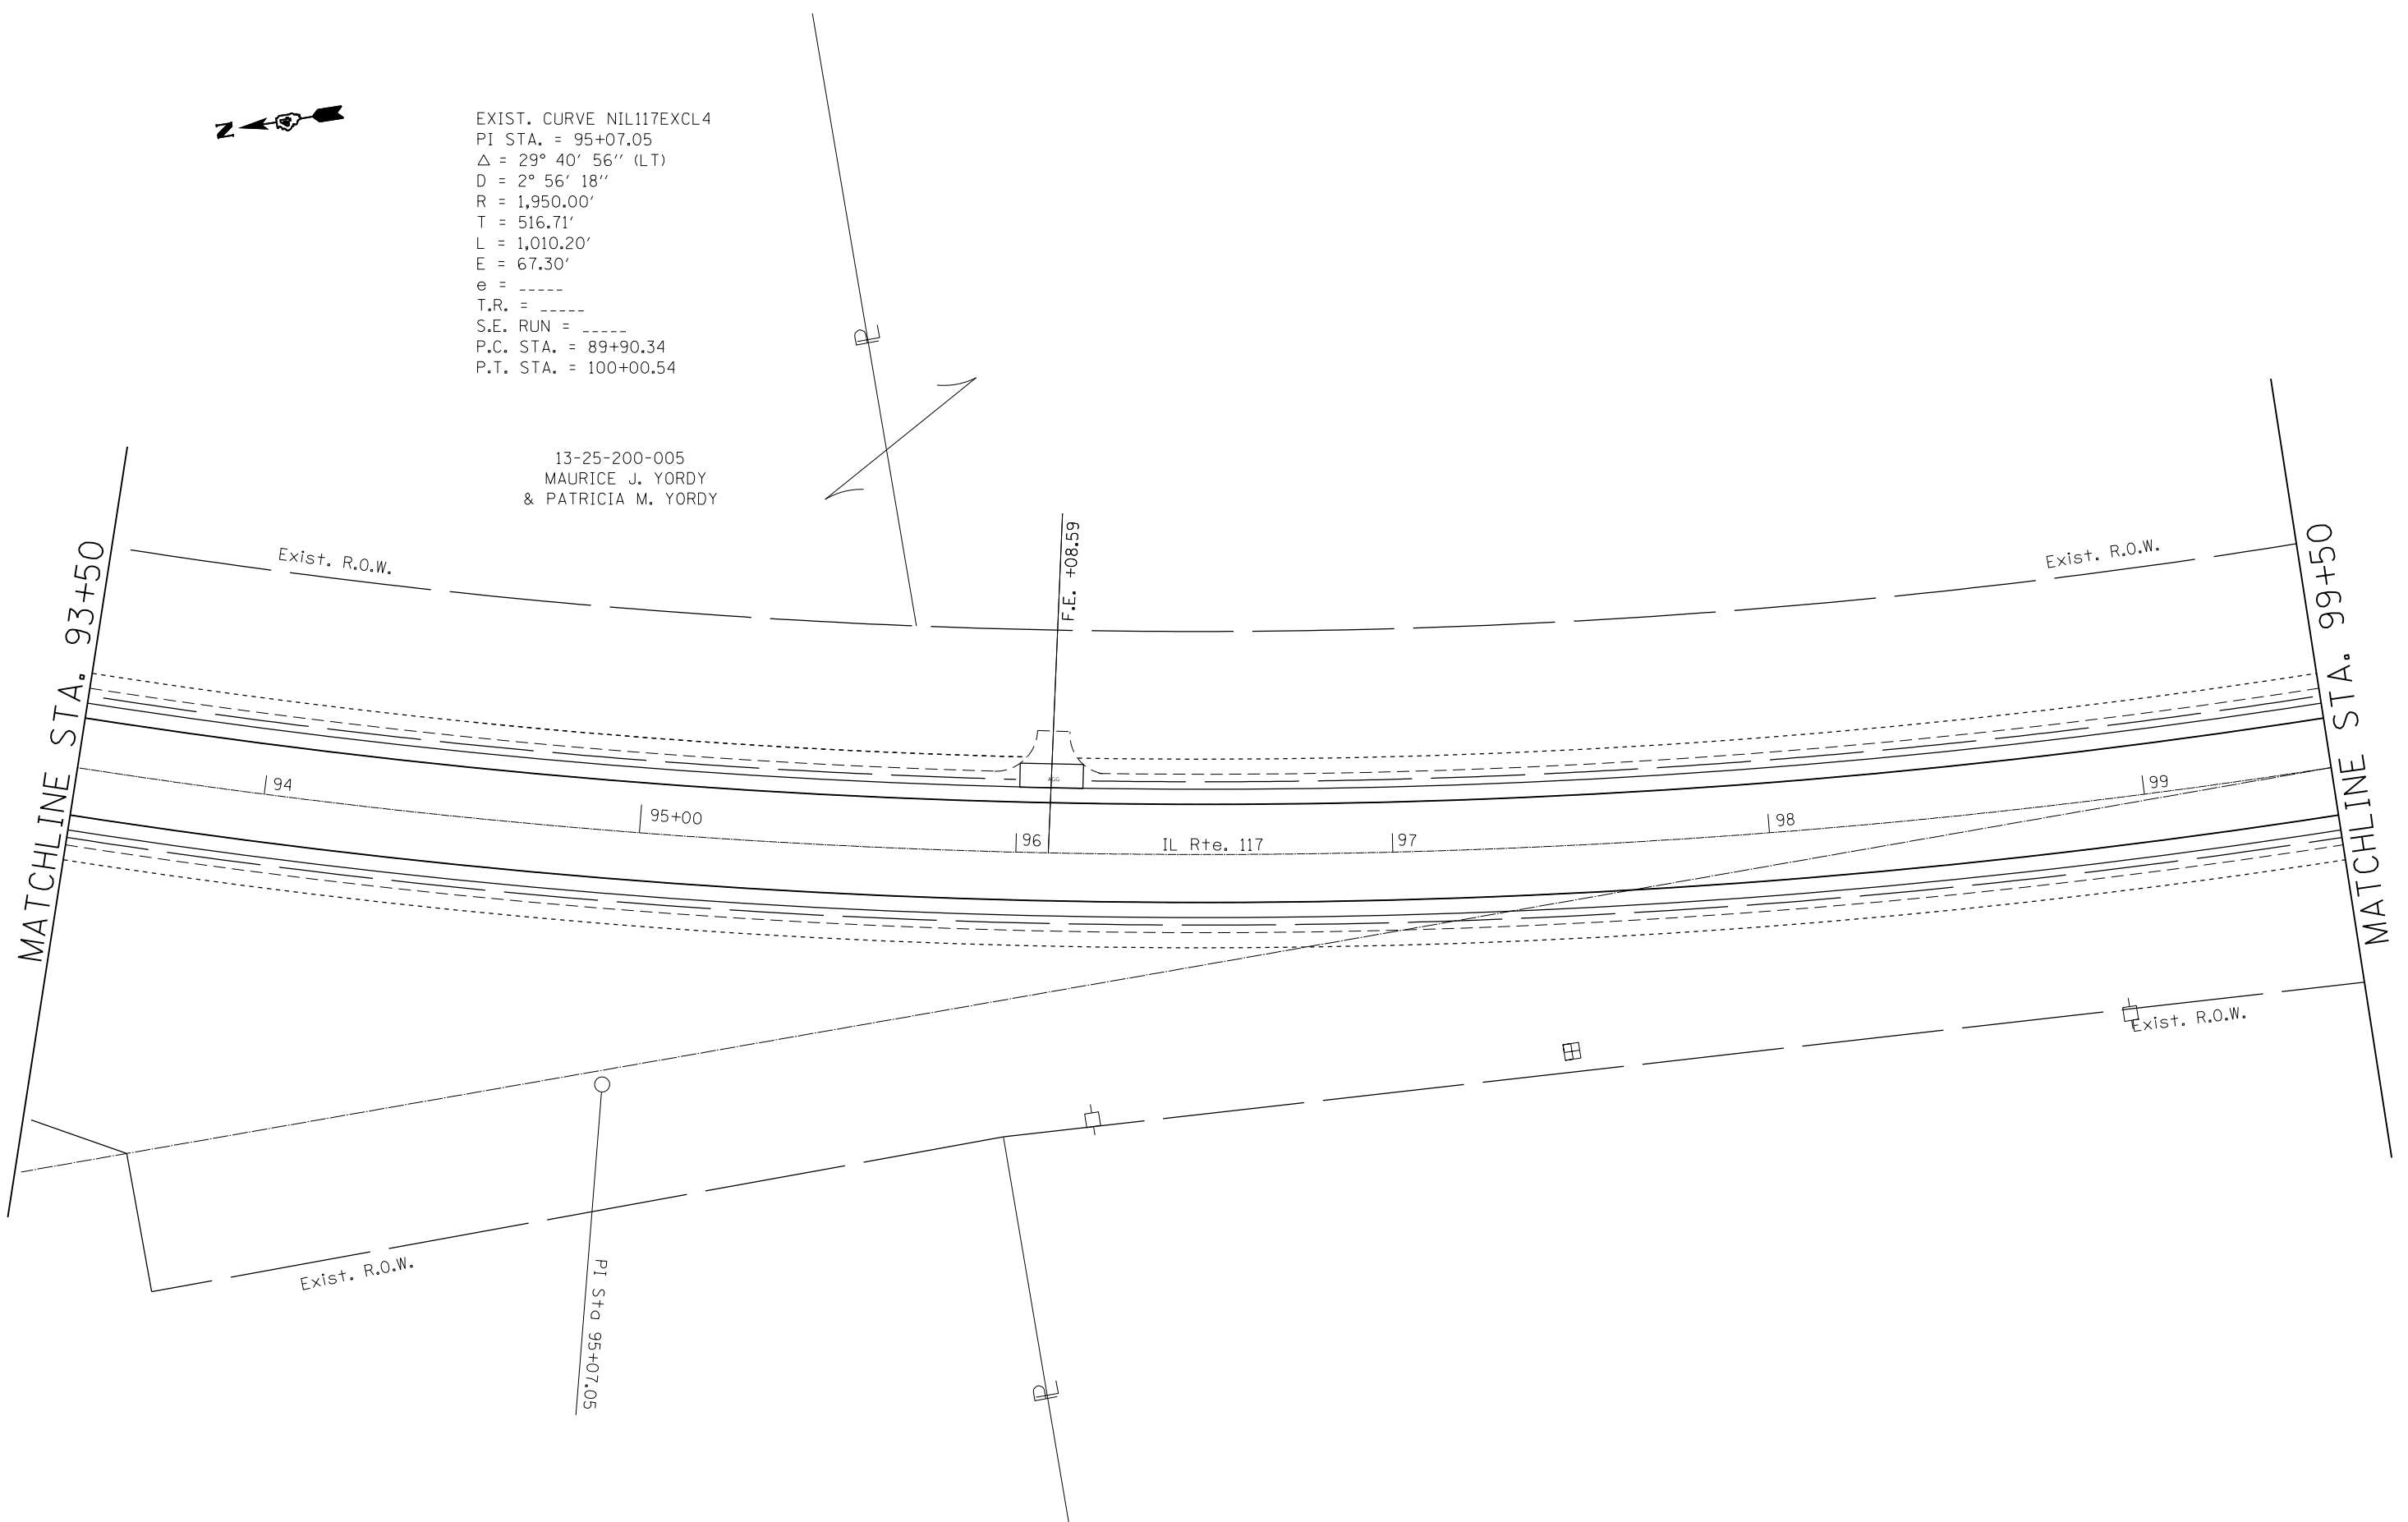 N
EXIST. CURVE NIL117EXCL4
PI STA. = 95+07.05
△ = 29° 40' 56'' (LT)
D = 2° 56' 18''
R = 1,950.00'
T = 516.71'
L = 1,010.20'
E = 67.30'
e = _____
T.R. = _____
S.E. RUN = _____
P.C. STA. = 89+90.34
P.T. STA. = 100+00.54
PL
13-25-200-005
MAURICE J. YORDY
& PATRICIA M. YORDY
MATCHLINE STA. 93+50
Exist. R.O.W.
F.E. +08.59
Exist. R.O.W.
MATCHLINE STA. 99+50
AGG
94
95+00
96
IL Rte. 117
97
98
99
Exist. R.O.W.
Exist. R.O.W.
PI Sta 95+07.05
PL